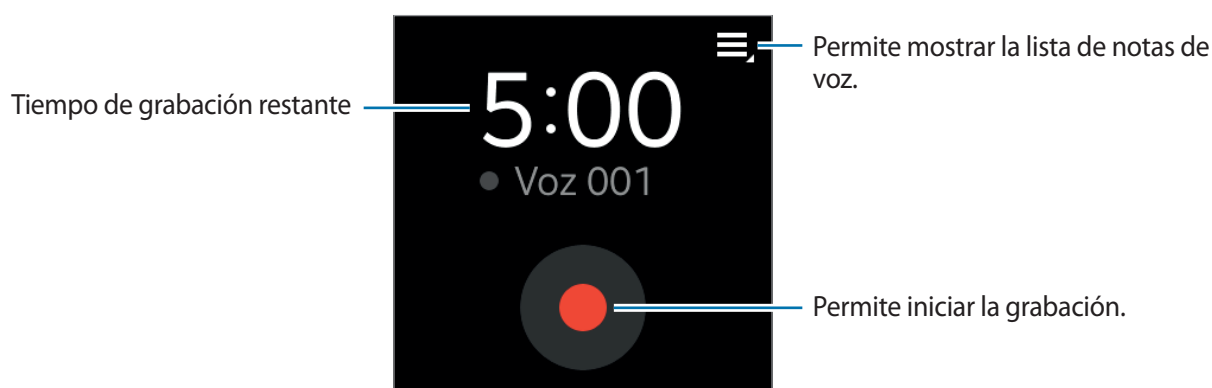 Permite mostrar la lista de notas de
voz.
Tiempo de grabación restante
5:00
Voz 001
Permite iniciar la grabación.